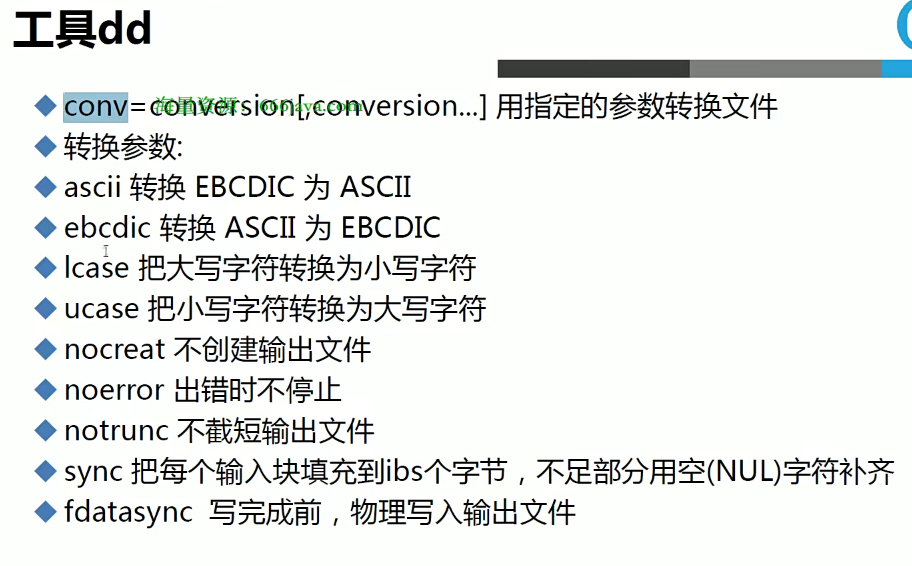 工具dd
conv=conversion[,conversion...] 用指定的参数转换文件
海量资源：666java.com
转换参数:
ascii 转换 EBCDIC 为 ASCII
ebcdic 转换 ASCII 为 EBCDIC
lcase 把大写字符转换为小写字符
ucase 把小写字符转换为大写字符
nocreat 不创建输出文件
noerror 出错时不停止
notrunc 不截短输出文件
sync 把每个输入块填充到ibs个字节，不足部分用空(NUL)字符补齐
fdatasync 写完成前，物理写入输出文件